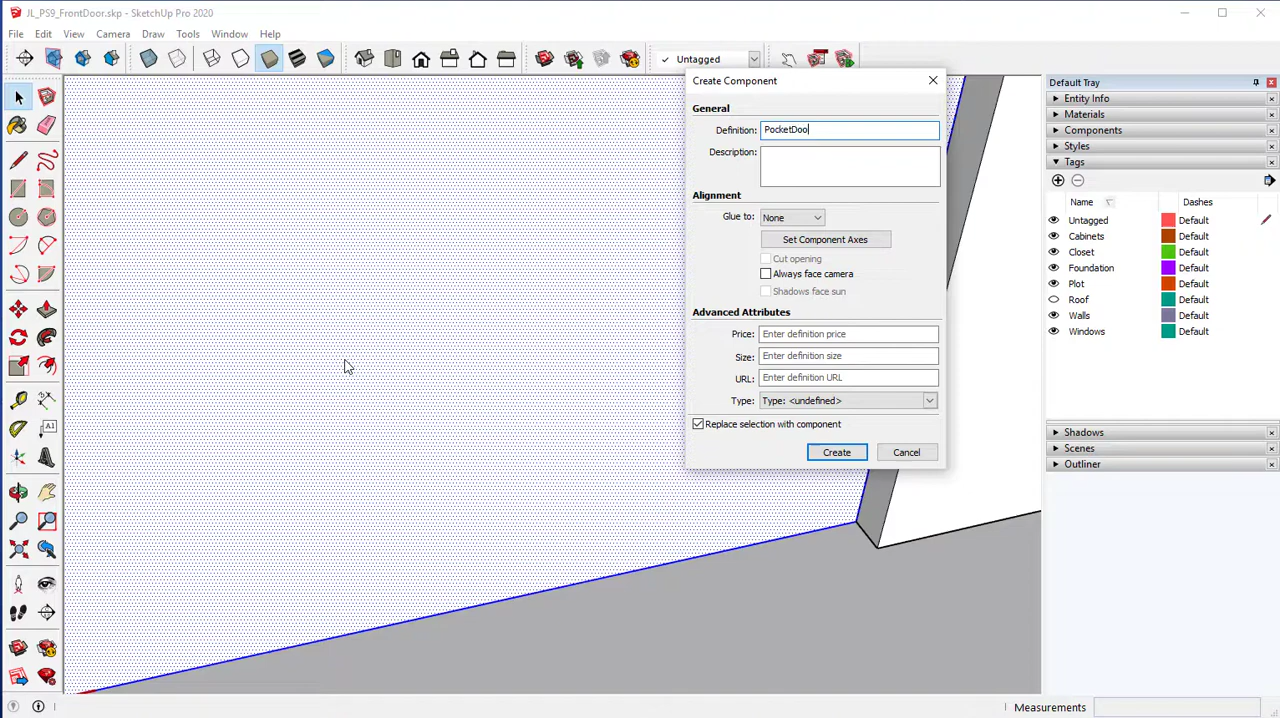 JL_PS9_FrontDoor.skp - SketchUp Pro 2020
File Edit View Camera Draw Tools Window Help
Untagged
Create Component
General
Definition: PocketDoo
Description:
Alignment
Glue to: None
Set Component Axes
Cut opening
Always face camera
Shadows face sun
Advanced Attributes
Price: Enter definition price
Size: Enter definition size
URL: Enter definition URL
Type: Type: <undefined>
Replace selection with component
Create Cancel
Default Tray
Entity Info
Materials
Components
Styles
Tags
Name Dashes
Untagged Default
Cabinets Default
Closet Default
Foundation Default
Plot Default
Roof Default
Walls Default
Windows Default
Shadows
Scenes
Outliner
A1
Measurements